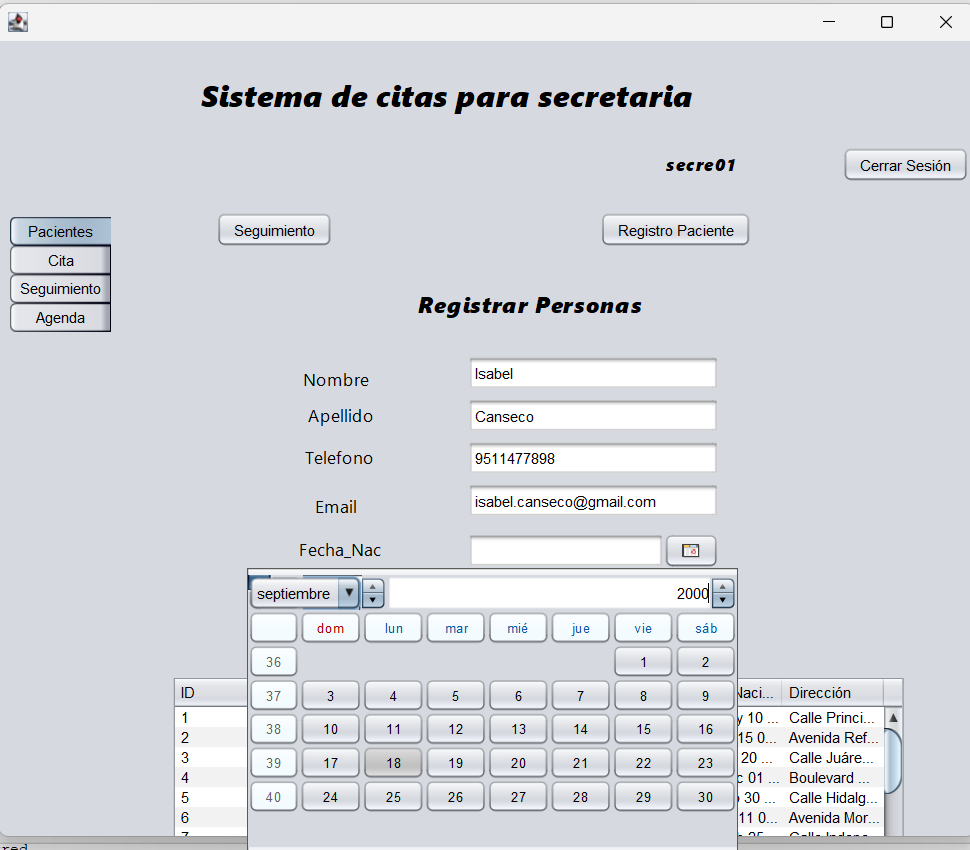 Sistema de citas para secretaria
secre01
Cerrar Sesión
Pacientes
Cita
Seguimiento
Agenda
Seguimiento
Registro Paciente
Registrar Personas
Nombre
Isabel
Apellido
Canseco
Telefono
9511477898
Email
isabel.canseco@gmail.com
Fecha_Nac
septiembre 2000
dom lun mar mié jue vie sáb
36 1 2
37 3 4 5 6 7 8 9
38 10 11 12 13 14 15 16
39 17 18 19 20 21 22 23
40 24 25 26 27 28 29 30
ID Naci... Dirección
1 y 10 ... Calle Princi...
2 15 0... Avenida Ref...
3 20 ... Calle Juáre...
4 c 01 ... Boulevard ...
5 30 ... Calle Hidalg...
6 11 0... Avenida Mor...